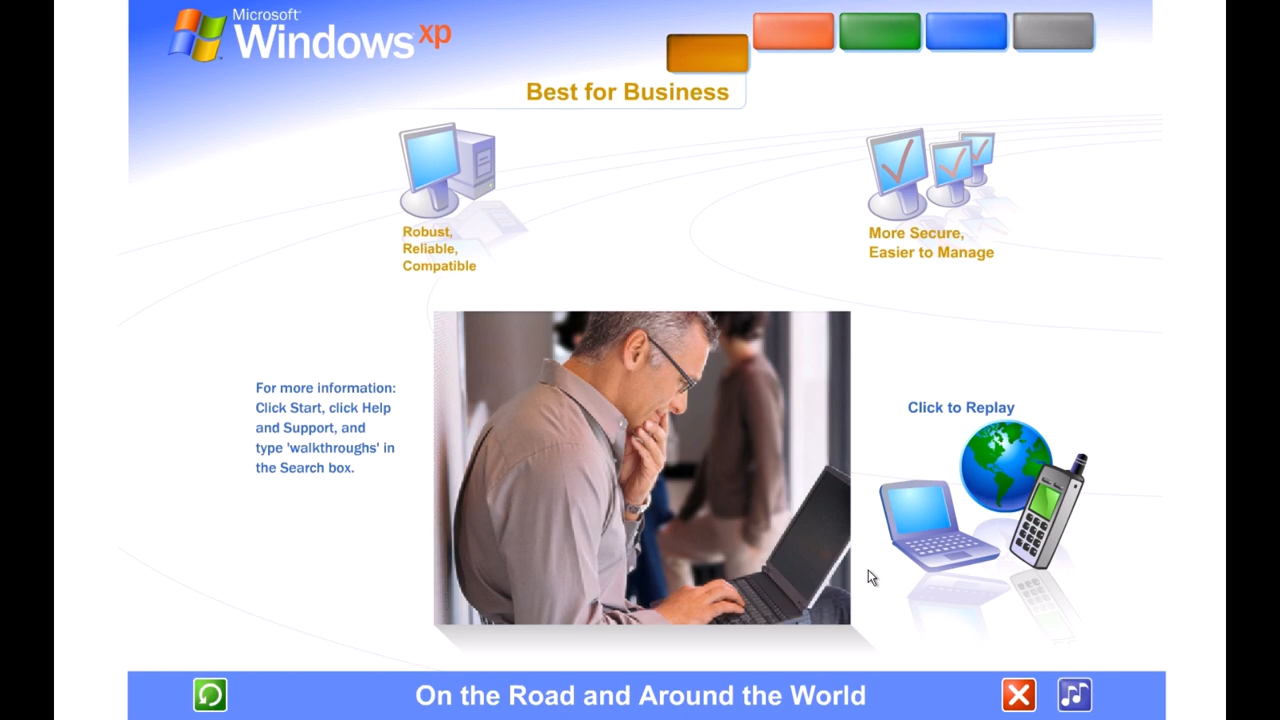 Microsoft®
Windows xp
Best for Business
Robust,
Reliable,
Compatible
More Secure,
Easier to Manage
For more information:
Click Start, click Help
and Support, and
type 'walkthroughs' in
the Search box.
Click to Replay
On the Road and Around the World